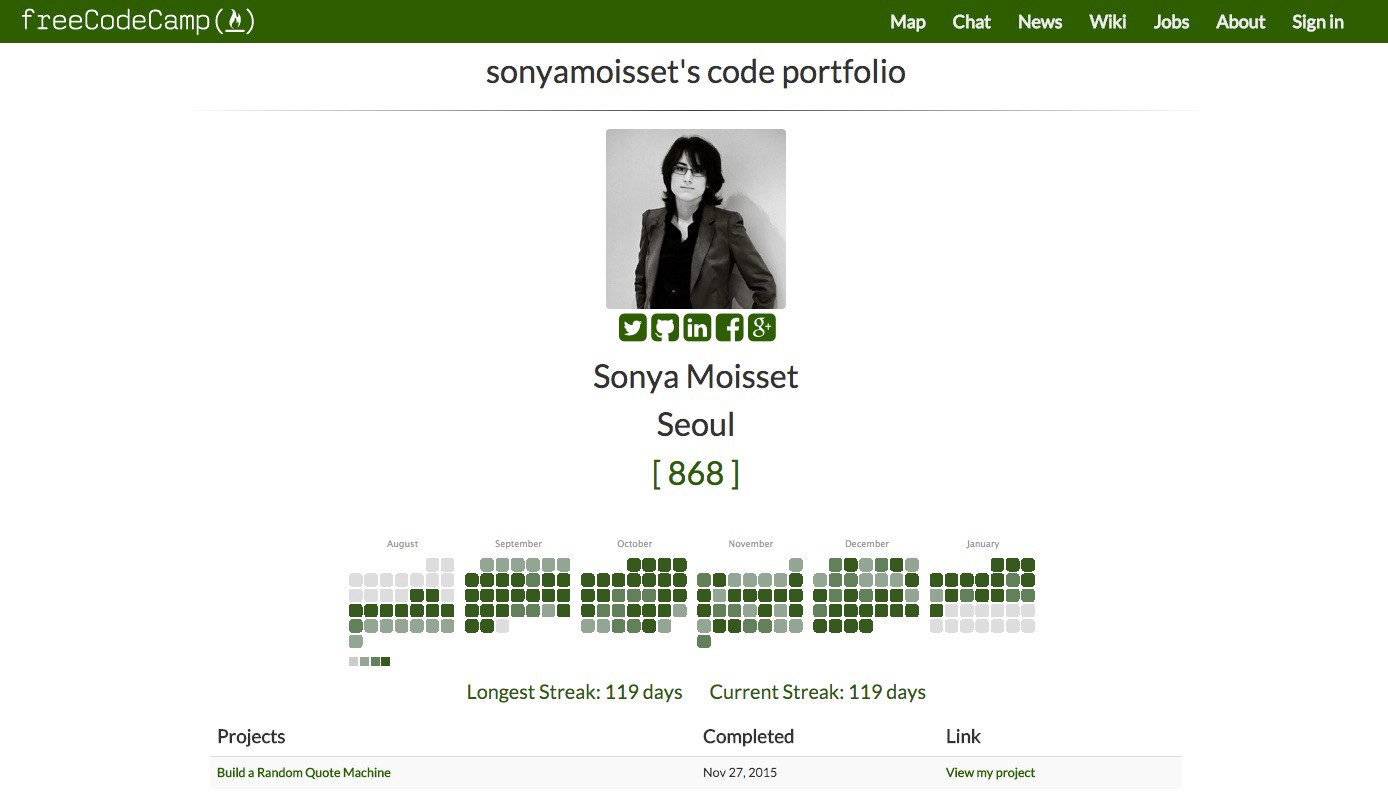 freeCodeCamp(🔥) Map Chat News Wiki Jobs About Sign in
sonyamoisset's code portfolio
Sonya Moisset
Seoul
[ 868 ]
August September October November December January
Longest Streak: 119 days Current Streak: 119 days
Projects Completed Link
Build a Random Quote Machine Nov 27, 2015 View my project